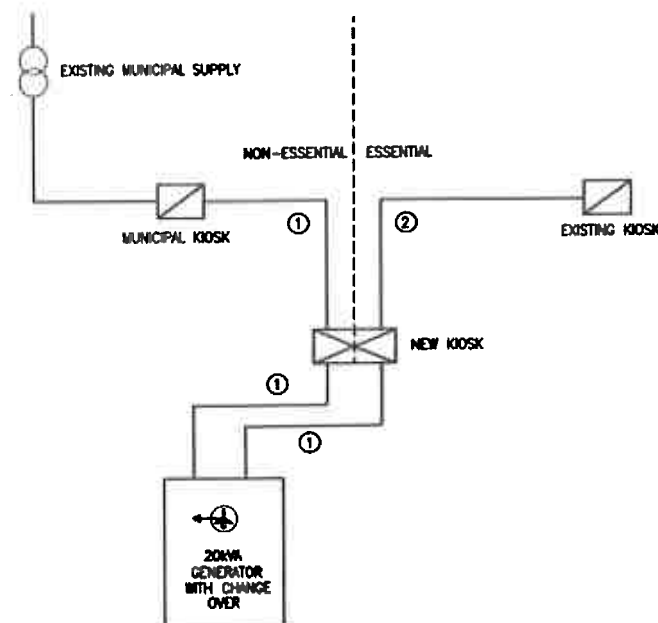 EXISTING MUNICIPAL SUPPLY
NON-ESSENTIAL ESSENTIAL
1
2
MUNICIPAL KIOSK
EXISTING KIOSK
NEW KIOSK
1
1
20kVA
GENERATOR
WITH CHANGE
OVER